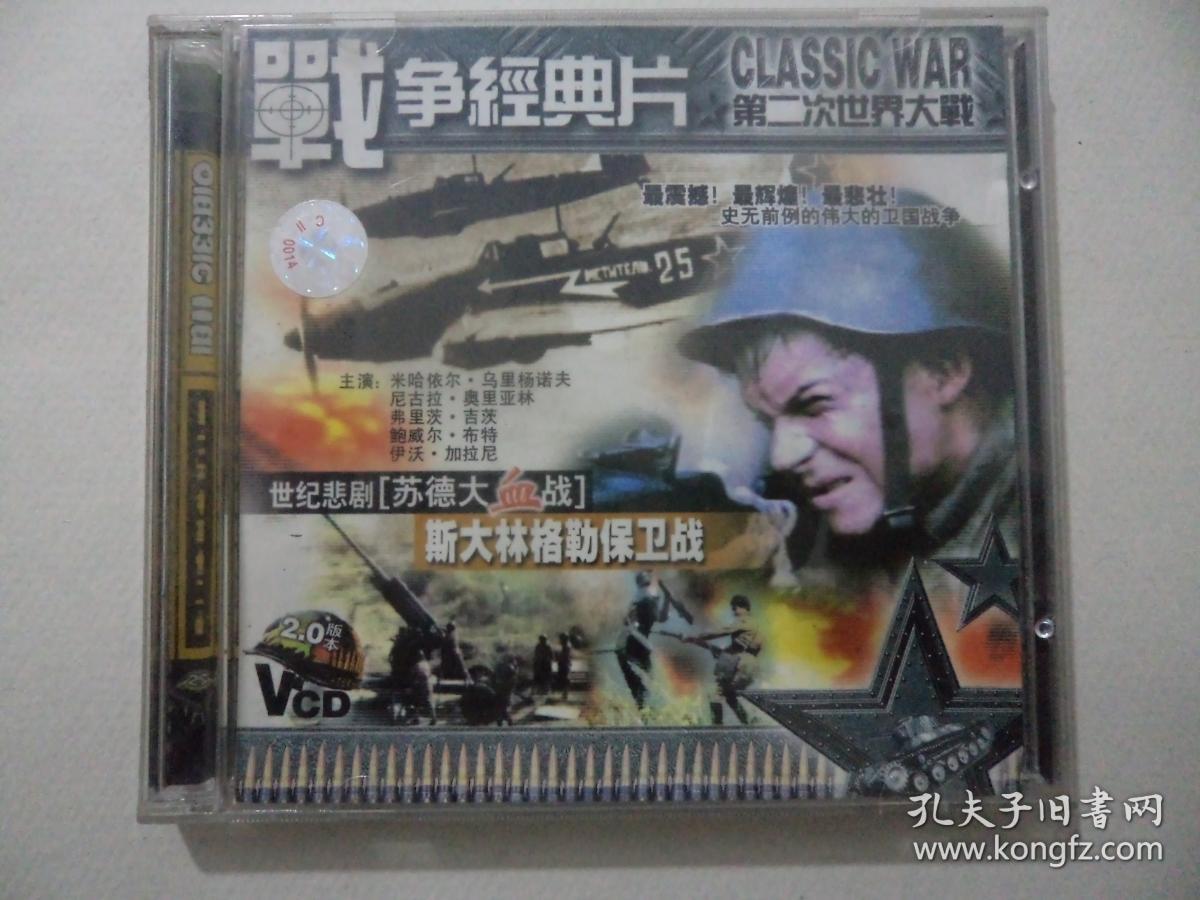 戰争經典片
CLASSIC WAR
第二次世界大戰
最震撼！最辉煌！最悲壮！
史无前例的伟大的卫国战争
0014
МСТИТЕЛЬ
25
主演：米哈依尔·乌里杨诺夫
尼古拉·奥里亚林
弗里茨·吉茨
鲍威尔·布特
伊沃·加拉尼
世纪悲剧[苏德大血战]
斯大林格勒保卫战
2.0版本
VCD
孔夫子旧书网
www.kongfz.com